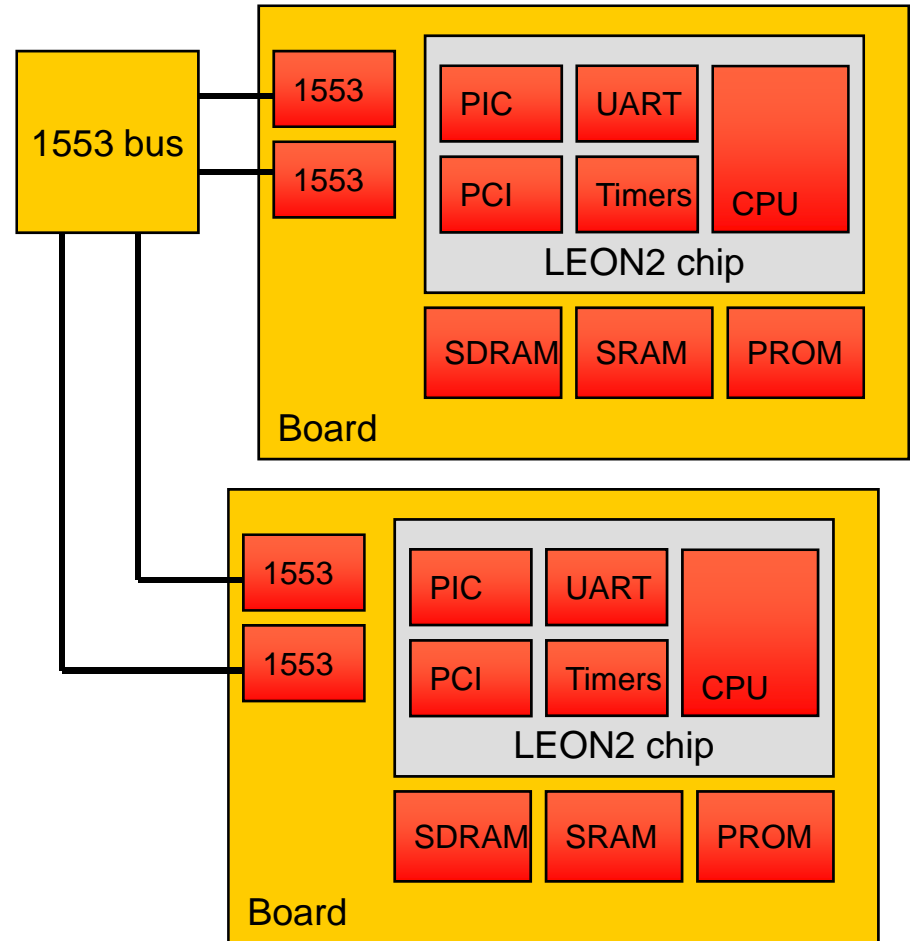 1553 bus
1553
1553
PIC
UART
PCI
Timers
CPU
LEON2 chip
SDRAM
SRAM
PROM
Board
1553
1553
PIC
UART
PCI
Timers
CPU
LEON2 chip
SDRAM
SRAM
PROM
Board